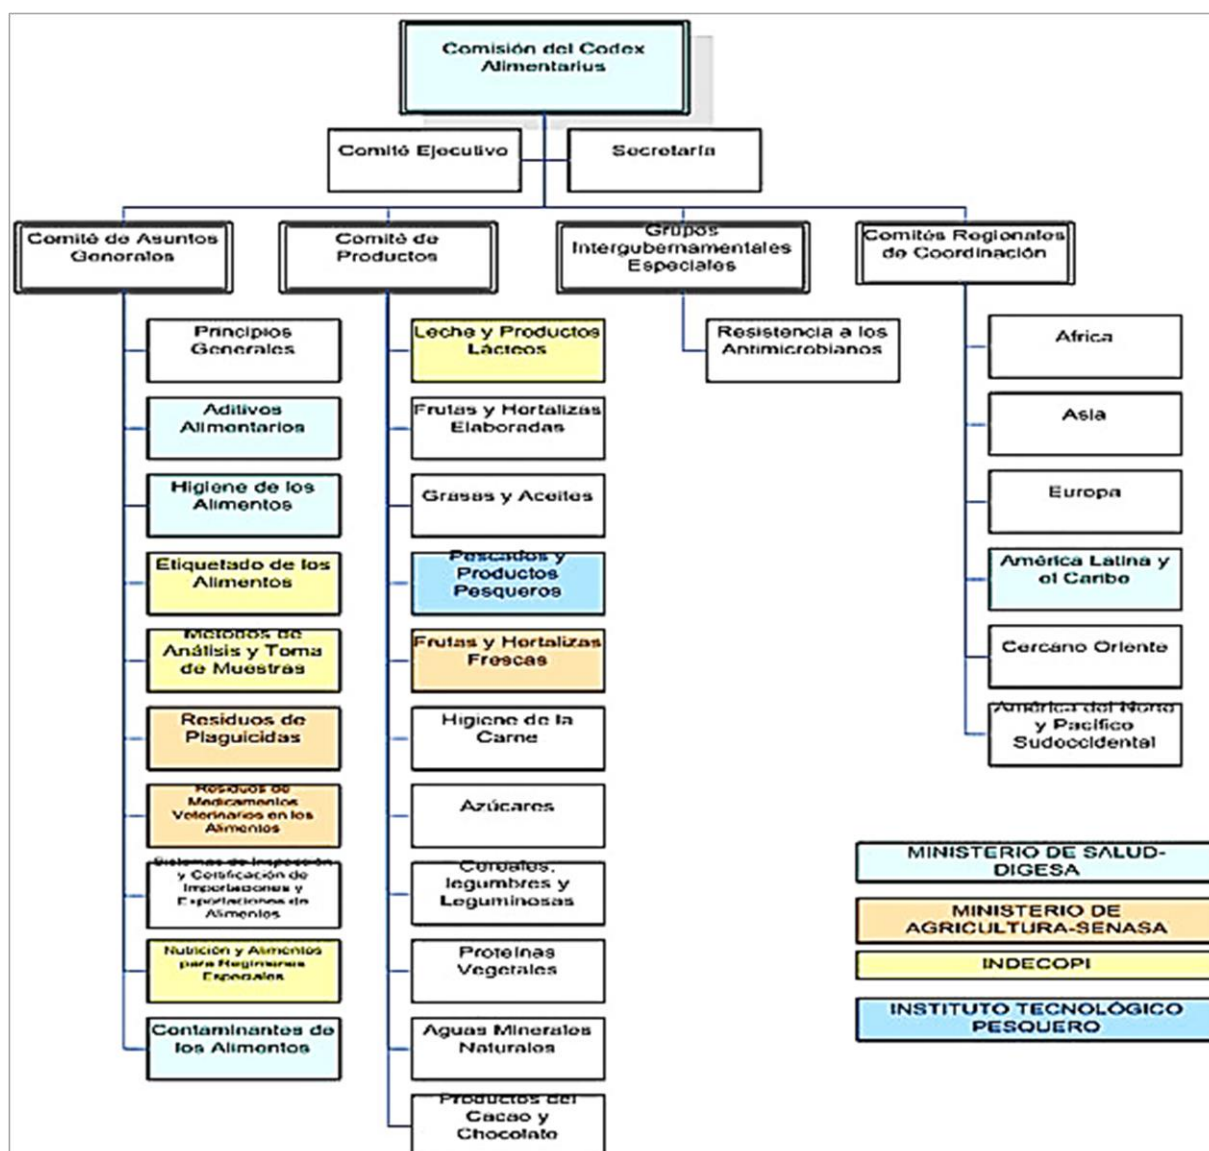 Comisión del Codex
Alimentarius
Comité Ejecutivo
Secretaría
Comité de Asuntos
Generales
Comité de
Productos
Grupos
Intergubernamentales
Especiales
Comités Regionales
de Coordinación
Principios
Generales
Aditivos
Alimentarios
Higiene de los
Alimentos
Etiquetado de los
Alimentos
Métodos de
Análisis y Toma
de Muestras
Residuos de
Plaguicidas
Residuos de
Medicamentos
Veterinarios en los
Alimentos
Sistemas de Inspección
y Certificación de
Importaciones y
Exportaciones de
Alimentos
Nutrición y Alimentos
para Regímenes
Especiales
Contaminantes de
los Alimentos
Leche y Productos
Lácteos
Frutas y Hortalizas
Elaboradas
Grasas y Aceites
Pescados y
Productos
Pesqueros
Frutas y Hortalizas
Frescas
Higiene de la
Carne
Azúcares
Cereales,
legumbres y
Leguminosas
Proteínas
Vegetales
Aguas Minerales
Naturales
Productos del
Cacao y
Chocolate
Resistencia a los
Antimicrobianos
Africa
Asia
Europa
América Latina y
el Caribe
Cercano Oriente
América del Norte
y Pacífico
Sudoccidental
MINISTERIO DE SALUD-
DIGESA
MINISTERIO DE
AGRICULTURA-SENASA
INDECOPI
INSTITUTO TECNOLÓGICO
PESQUERO